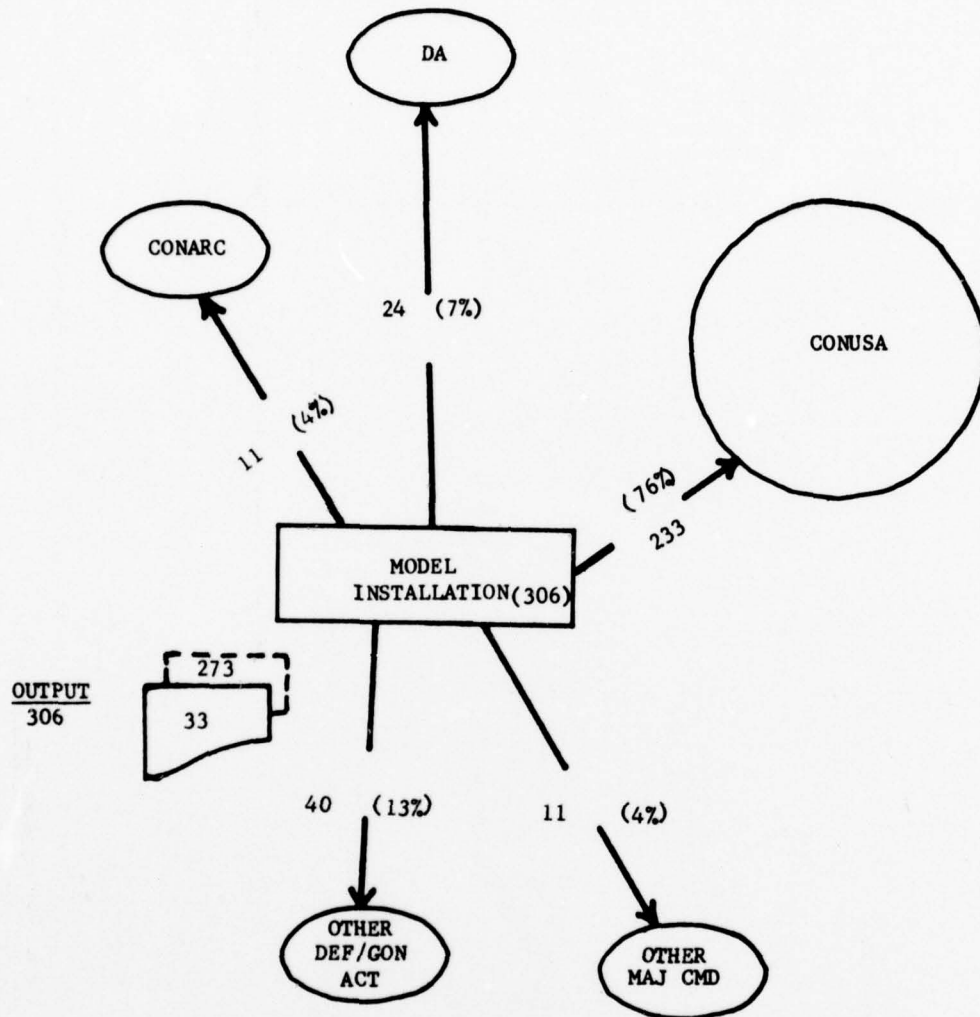 DA
CONARC
CONUSA
24 (7%)
11 (4%)
(76%)
233
MODEL
INSTALLATION(306)
OUTPUT
306
273
33
40 (13%)
11 (4%)
OTHER
DEF/GON
ACT
OTHER
MAJ CMD